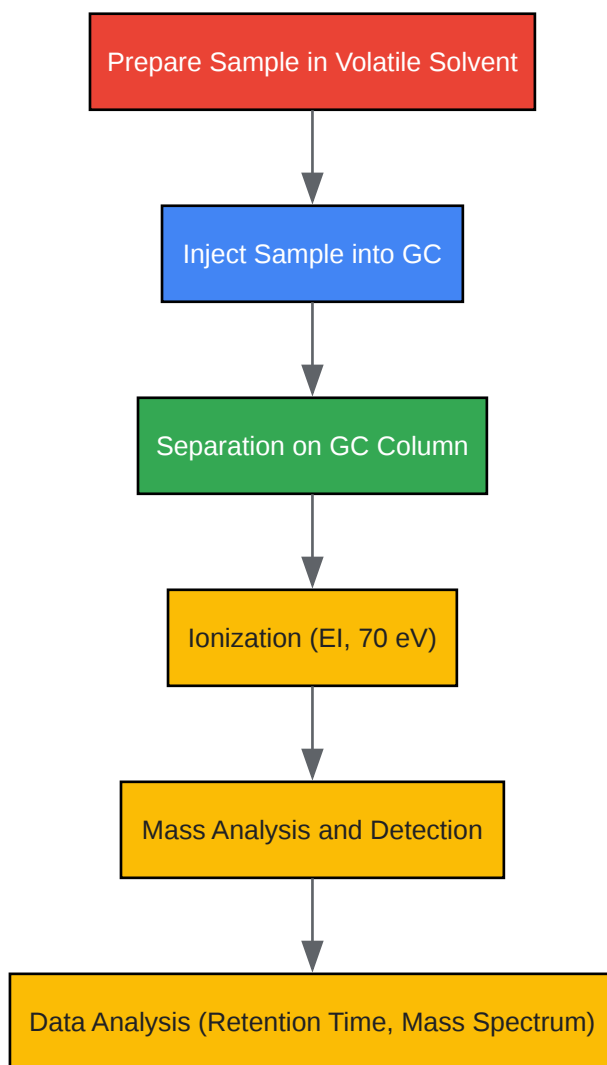 Prepare Sample in Volatile Solvent
Inject Sample into GC
Separation on GC Column
Ionization (EI, 70 eV)
Mass Analysis and Detection
Data Analysis (Retention Time, Mass Spectrum)